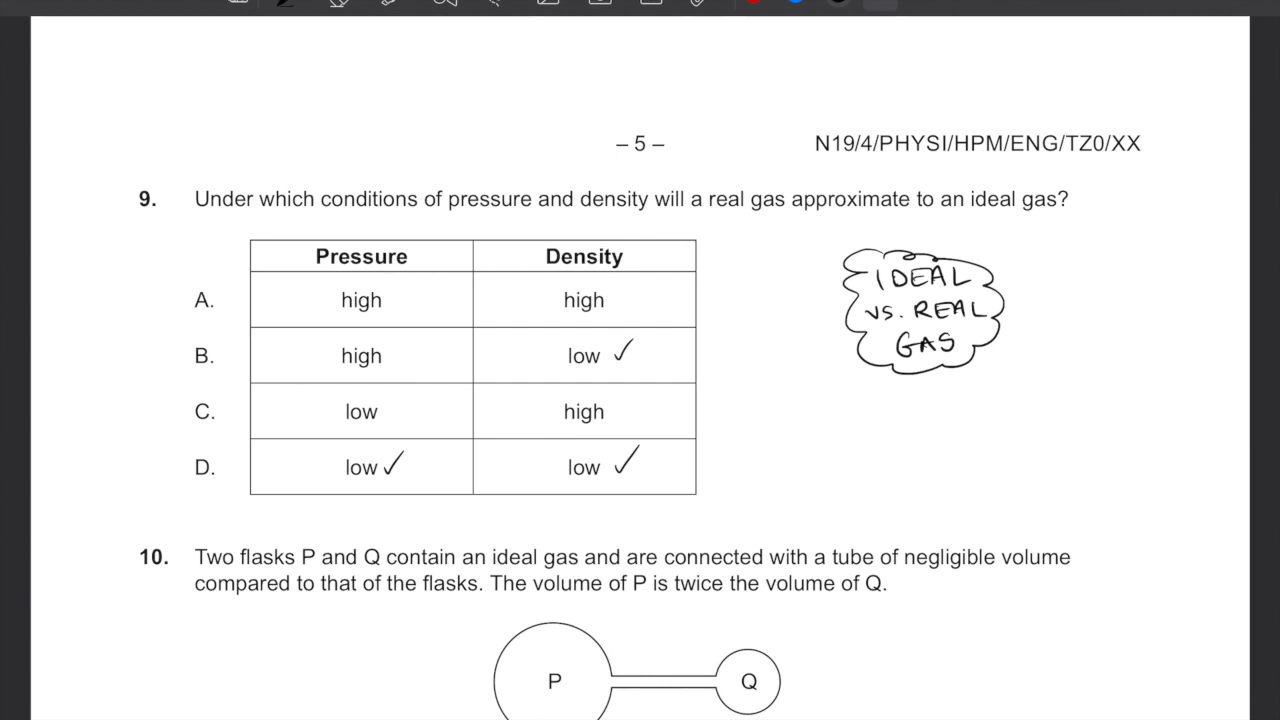 – 5 –
N19/4/PHYSI/HPM/ENG/TZ0/XX
9. Under which conditions of pressure and density will a real gas approximate to an ideal gas?
Pressure Density
A. high high
B. high low ✓
C. low high
D. low ✓ low ✓
IDEAL
VS. REAL
GAS
10. Two flasks P and Q contain an ideal gas and are connected with a tube of negligible volume
compared to that of the flasks. The volume of P is twice the volume of Q.
P Q